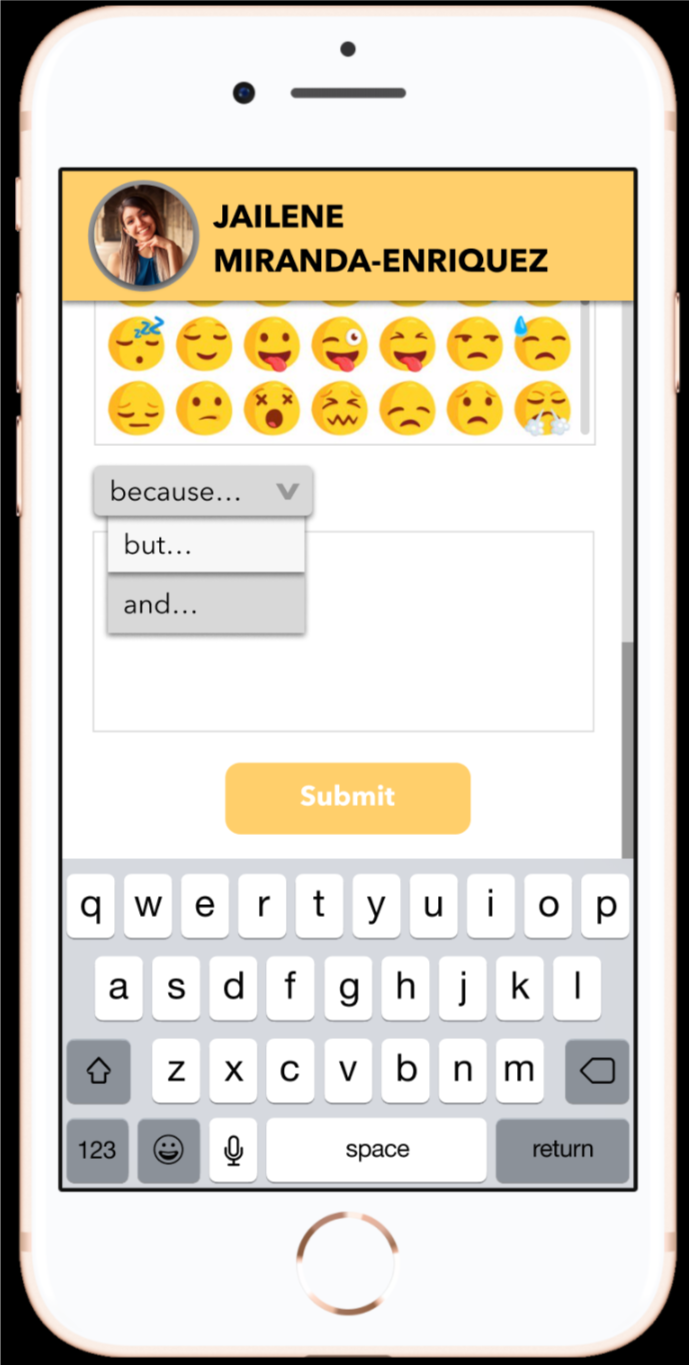 JAILENE
MIRANDA-ENRIQUEZ
because...
but...
and...
Submit
q w e r t y u i o p
a s d f g h j k l
z x c v b n m
123 space return